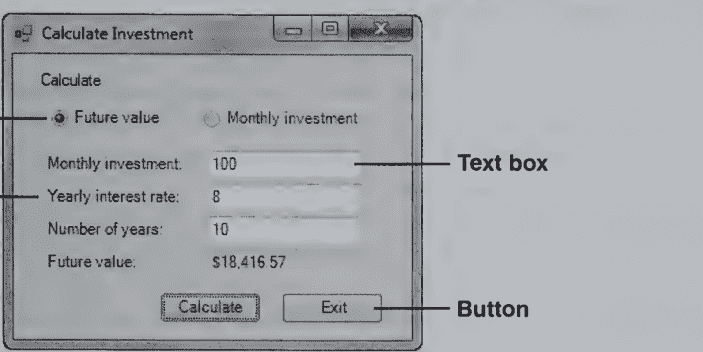 Calculate Investment
Calculate
Future value Monthly investment
Monthly investment: 100 Text box
Yearly interest rate: 8
Number of years: 10
Future value: $18,416.57
Calculate Exit Button